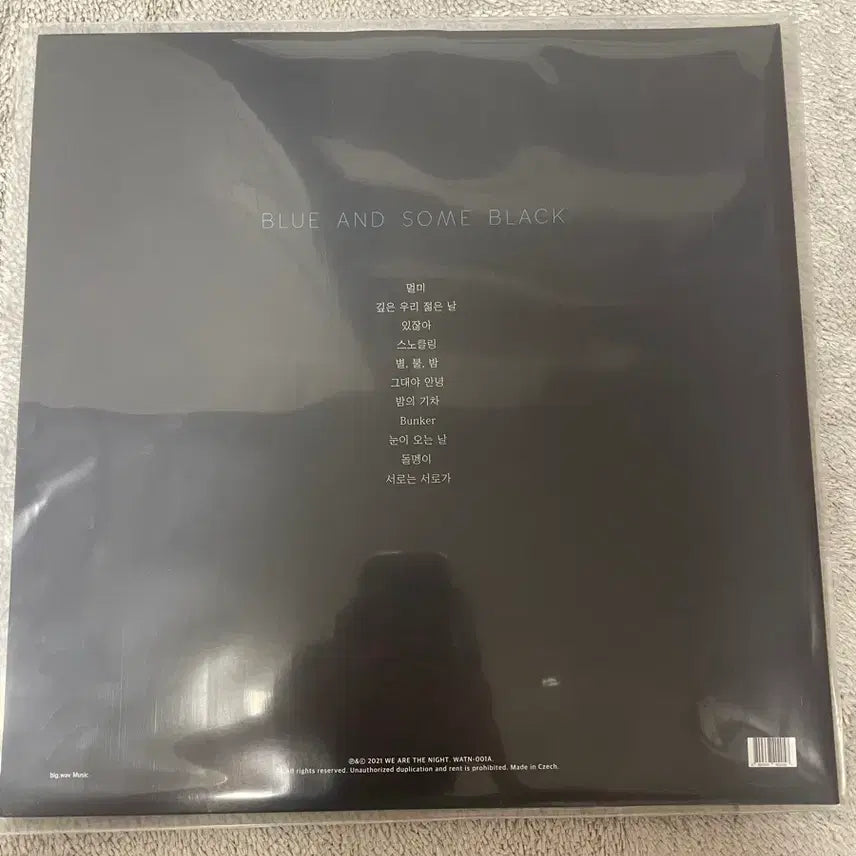 BLUE AND SOME BLACK
멀미
깊은 우리 젊은 날
있잖아
스노클링
별, 불, 밤
그대야 안녕
밤의 기차
Bunker
눈이 오는 날
돌멩이
서로는 서로가
℗&© 2021 WE ARE THE NIGHT. WATN-001A.
All rights reserved. Unauthorized duplication and rent is prohibited. Made in Czech.
big.wav Music